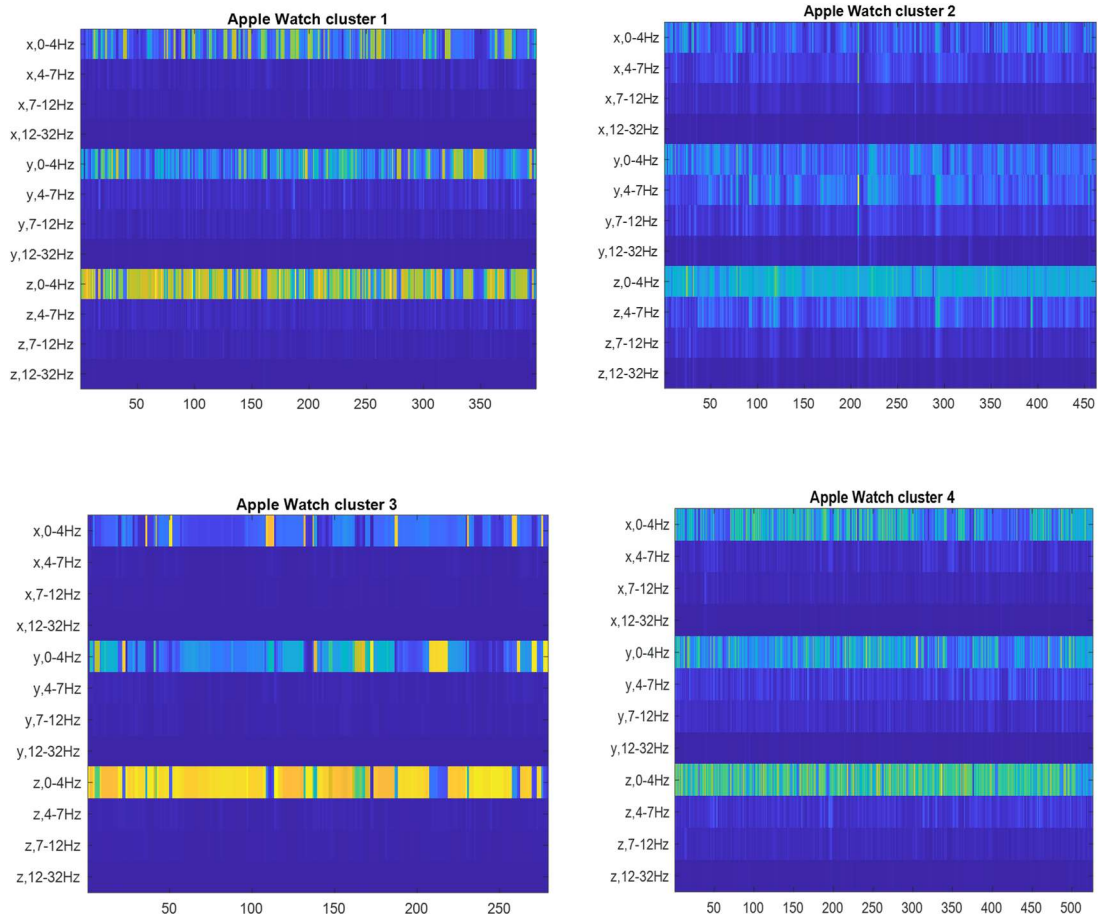 Apple Watch cluster 1
x,0-4Hz
x,4-7Hz
x,7-12Hz
x,12-32Hz
y,0-4Hz
y,4-7Hz
y,7-12Hz
y,12-32Hz
z,0-4Hz
z,4-7Hz
z,7-12Hz
z,12-32Hz
50 100 150 200 250 300 350
Apple Watch cluster 2
x,0-4Hz
x,4-7Hz
x,7-12Hz
x,12-32Hz
y,0-4Hz
y,4-7Hz
y,7-12Hz
y,12-32Hz
z,0-4Hz
z,4-7Hz
z,7-12Hz
z,12-32Hz
50 100 150 200 250 300 350 400 450
Apple Watch cluster 3
x,0-4Hz
x,4-7Hz
x,7-12Hz
x,12-32Hz
y,0-4Hz
y,4-7Hz
y,7-12Hz
y,12-32Hz
z,0-4Hz
z,4-7Hz
z,7-12Hz
z,12-32Hz
50 100 150 200 250
Apple Watch cluster 4
x,0-4Hz
x,4-7Hz
x,7-12Hz
x,12-32Hz
y,0-4Hz
y,4-7Hz
y,7-12Hz
y,12-32Hz
z,0-4Hz
z,4-7Hz
z,7-12Hz
z,12-32Hz
50 100 150 200 250 300 350 400 450 500